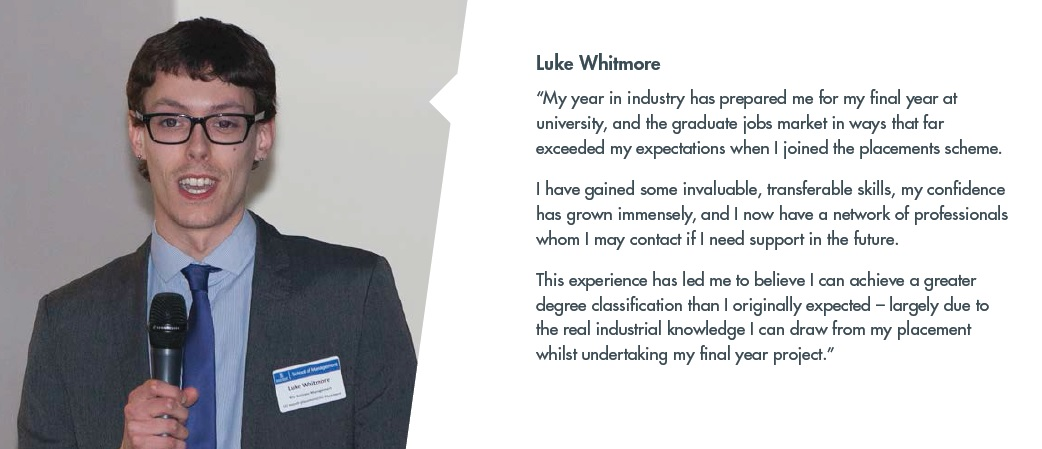 Luke Whitmore
“My year in industry has prepared me for my final year at
university, and the graduate jobs market in ways that far
exceeded my expectations when I joined the placements scheme.
I have gained some invaluable, transferable skills, my confidence
has grown immensely, and I now have a network of professionals
whom I may contact if I need support in the future.
This experience has led me to believe I can achieve a greater
degree classification than I originally expected – largely due to
the real industrial knowledge I can draw from my placement
whilst undertaking my final year project.”
School of Management
Luke Whitmore